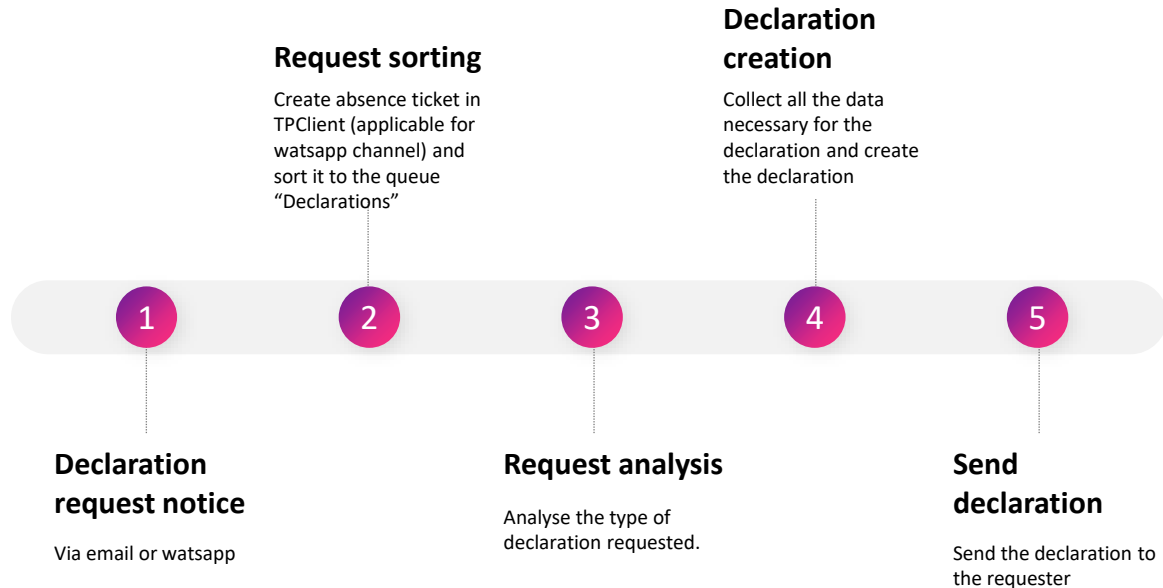 Declaration
creation
Request sorting
Create absence ticket in
TPClient (applicable for
watsapp channel) and
sort it to the queue
“Declarations”
Collect all the data
necessary for the
declaration and create
the declaration
1
2
3
4
5
Declaration
request notice
Via email or watsapp
Request analysis
Analyse the type of
declaration requested.
Send
declaration
Send the declaration to
the requester